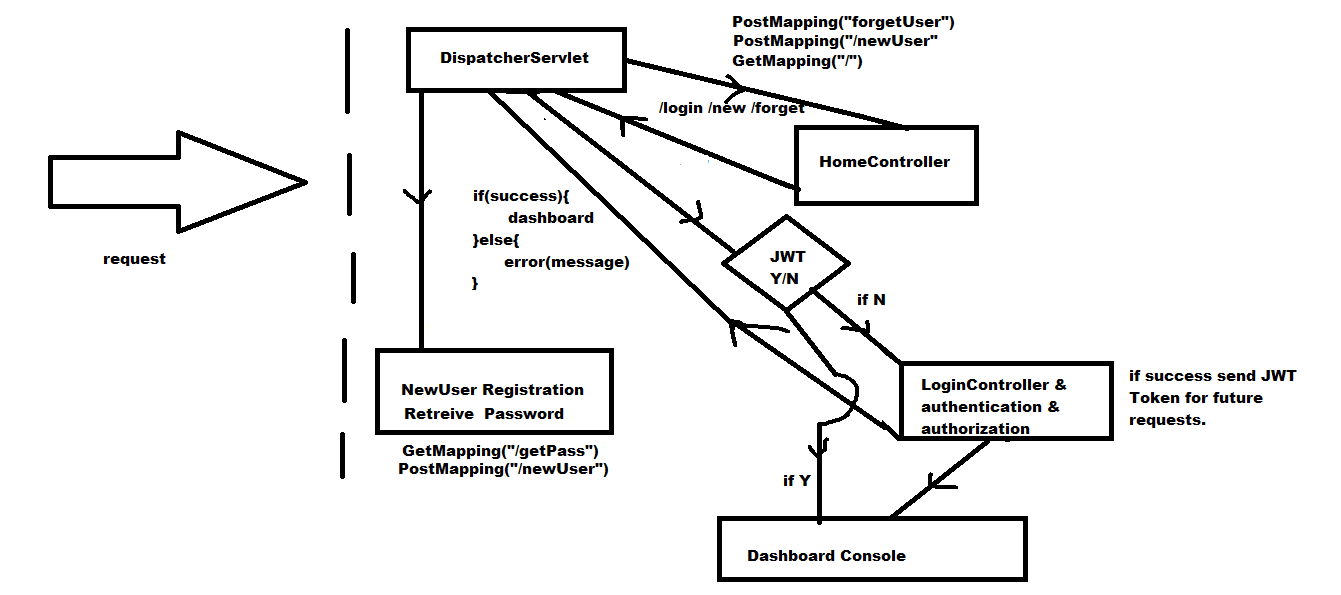 PostMapping("forgetUser")
PostMapping("/newUser"
GetMapping("/")
DispatcherServlet
/login /new /forget
HomeController
request
if(success){
dashboard
}else{
error(message)
}
JWT
Y/N
if N
NewUser Registration
Retreive Password
GetMapping("/getPass")
PostMapping("/newUser")
LoginController &
authentication &
authorization
if success send JWT
Token for future
requests.
if Y
Dashboard Console